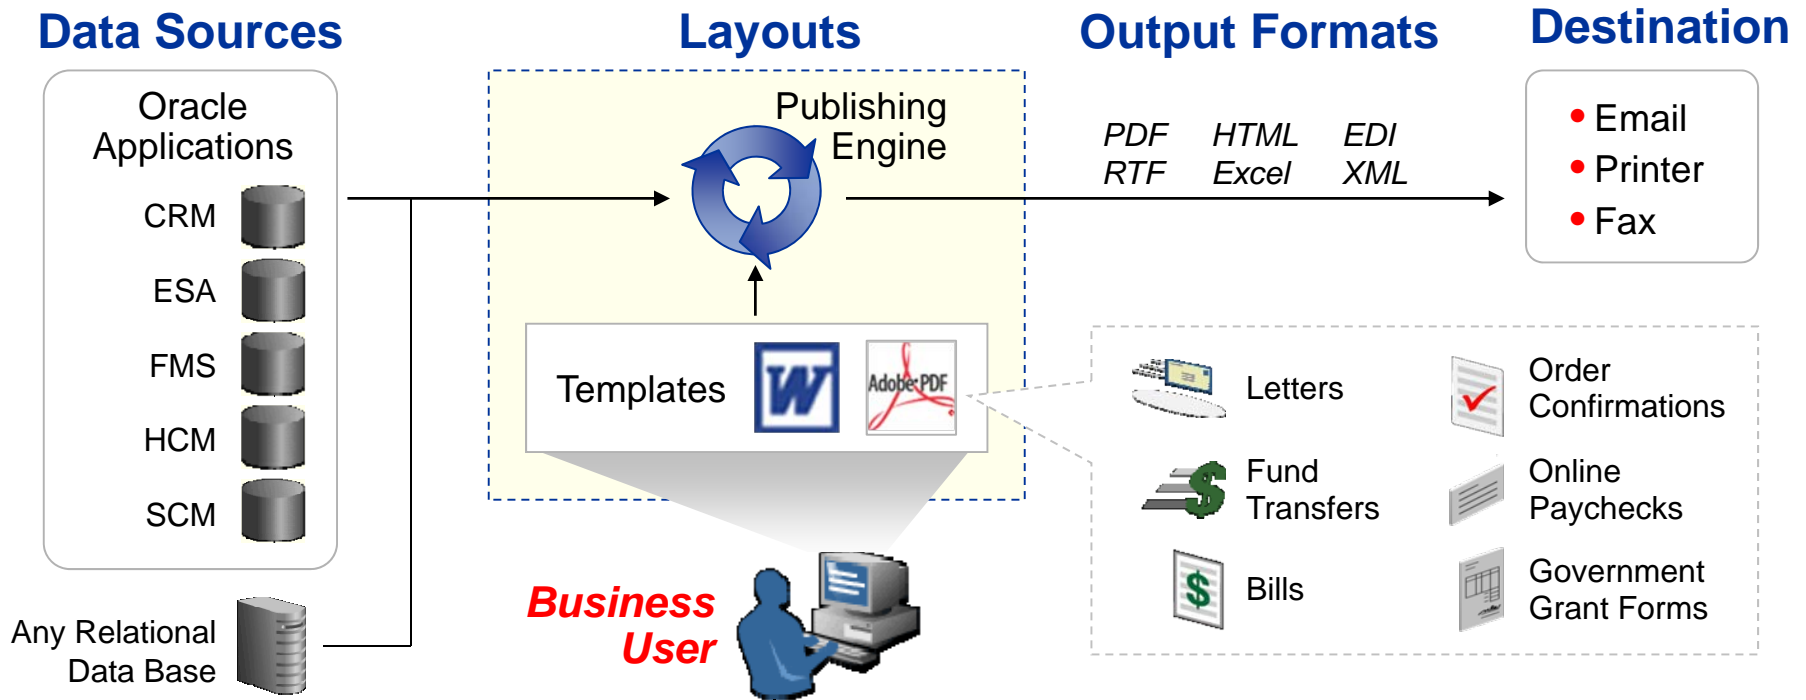 Data Sources
Layouts
Output Formats
Destination
Oracle
Applications
CRM
ESA
FMS
HCM
SCM
Any Relational
Data Base
Publishing
Engine
Templates
W
Adobe PDF
Business
User
PDF HTML EDI
RTF Excel XML
• Email
• Printer
• Fax
Letters
Order
Confirmations
Fund
Transfers
$
Online
Paychecks
Bills
$
Government
Grant Forms